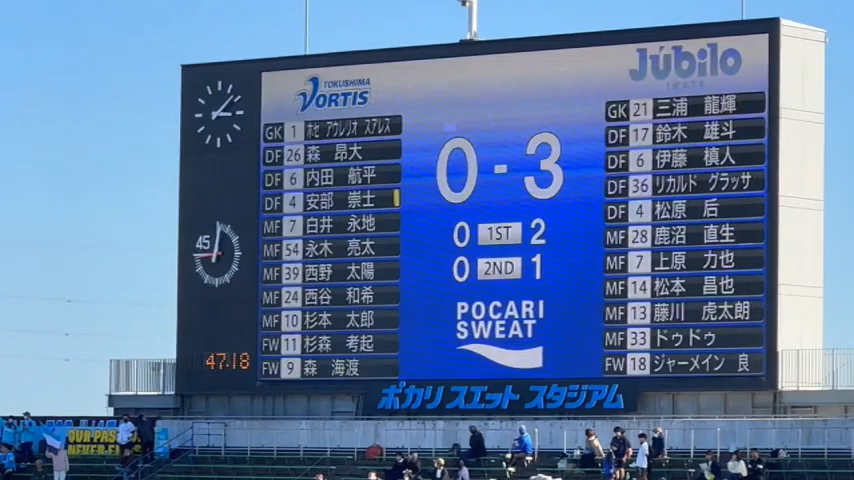 TOKUSHIMA
VORTIS
Júbilo
IWATA
GK 1 ホセ アウレリオ スアレス
DF 26 森 昂大
DF 6 内田 航平
DF 4 安部 崇士
MF 7 白井 永地
MF 54 永木 亮太
MF 39 西野 太陽
MF 24 西谷 和希
MF 10 杉本 太郎
FW 11 杉森 考起
FW 9 森 海渡
0 - 3
0 1ST 2
0 2ND 1
POCARI
SWEAT
GK 21 三浦 龍輝
DF 17 鈴木 雄斗
DF 6 伊藤 槙人
DF 36 リカルド グラッサ
DF 4 松原 后
MF 28 鹿沼 直生
MF 7 上原 力也
MF 14 松本 昌也
MF 13 藤川 虎太朗
MF 33 ドゥドゥ
FW 18 ジャーメイン 良
45
47.18
ポカリ スエット スタジアム
OUR PAS
NEVER EN